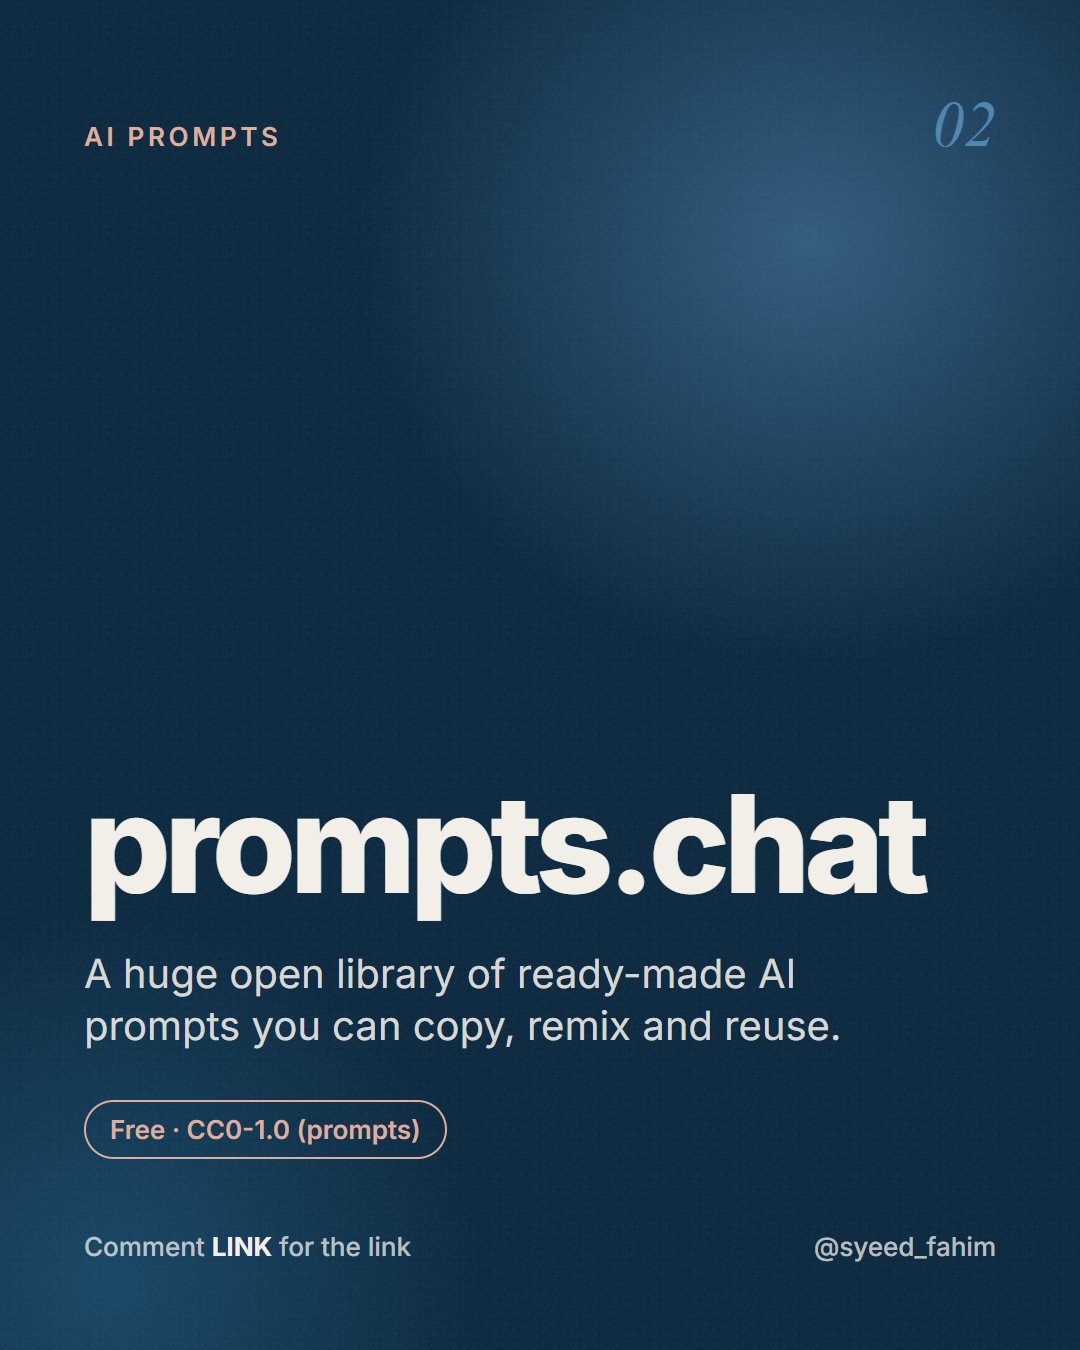 AI PROMPTS
02
prompts.chat
A huge open library of ready-made AI
prompts you can copy, remix and reuse.
Free · CC0-1.0 (prompts)
Comment LINK for the link
@syeed_fahim